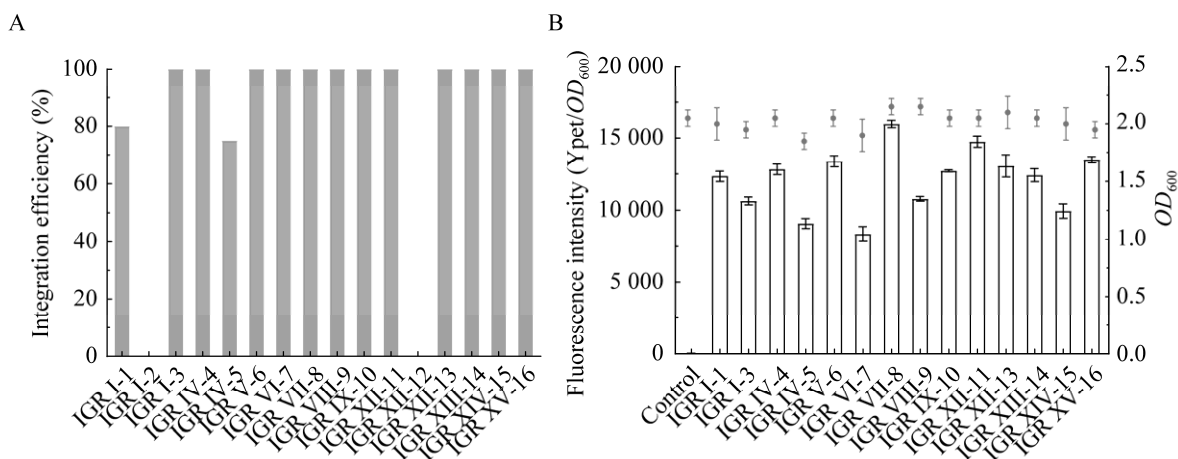 A
Integration efficiency (%)
100
80
60
40
20
0
IGR I-1
IGR I-2
IGR I-3
IGR IV-4
IGR IV-5
IGR V-6
IGR VI-7
IGR VII-8
IGR VIII-9
IGR IX-10
IGR XII-11
IGR XII-12
IGR XII-13
IGR XIII-14
IGR XIV-15
IGR XV-16
B
Fluorescence intensity (Ypet/OD600)
20 000
15 000
10 000
5 000
0
2.5
2.0
1.5
1.0
0.5
0.0
OD600
Control
IGR I-1
IGR I-3
IGR IV-4
IGR IV-5
IGR V-6
IGR VI-7
IGR VII-8
IGR VIII-9
IGR IX-10
IGR XII-11
IGR XII-13
IGR XIII-14
IGR XIV-15
IGR XV-16